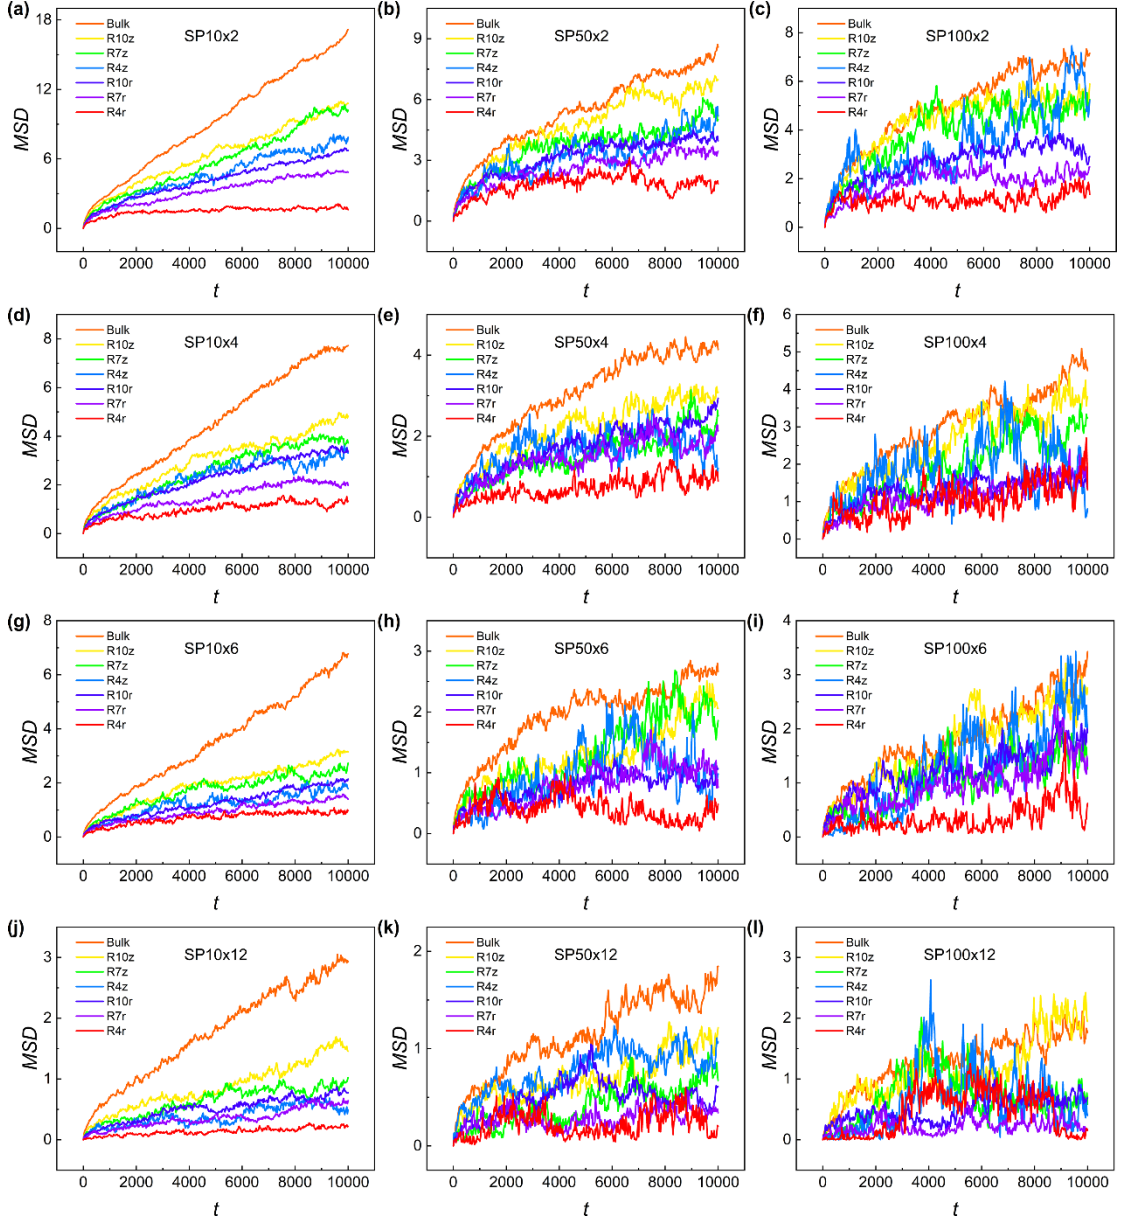 (a)
SP10x2
Bulk
R10z
R7z
R4z
R10r
R7r
R4r
MSD
18
12
6
0
0 2000 4000 6000 8000 10000
t
(b)
SP50x2
Bulk
R10z
R7z
R4z
R10r
R7r
R4r
MSD
9
6
3
0
0 2000 4000 6000 8000 10000
t
(c)
SP100x2
Bulk
R10z
R7z
R4z
R10r
R7r
R4r
MSD
8
6
4
2
0
0 2000 4000 6000 8000 10000
t
(d)
SP10x4
Bulk
R10z
R7z
R4z
R10r
R7r
R4r
MSD
8
6
4
2
0
0 2000 4000 6000 8000 10000
t
(e)
SP50x4
Bulk
R10z
R7z
R4z
R10r
R7r
R4r
MSD
4
2
0
0 2000 4000 6000 8000 10000
t
(f)
SP100x4
Bulk
R10z
R7z
R4z
R10r
R7r
R4r
MSD
6
5
4
3
2
1
0
0 2000 4000 6000 8000 10000
t
(g)
SP10x6
Bulk
R10z
R7z
R4z
R10r
R7r
R4r
MSD
8
6
4
2
0
0 2000 4000 6000 8000 10000
t
(h)
SP50x6
Bulk
R10z
R7z
R4z
R10r
R7r
R4r
MSD
3
2
1
0
0 2000 4000 6000 8000 10000
t
(i)
SP100x6
Bulk
R10z
R7z
R4z
R10r
R7r
R4r
MSD
4
3
2
1
0
0 2000 4000 6000 8000 10000
t
(j)
SP10x12
Bulk
R10z
R7z
R4z
R10r
R7r
R4r
MSD
3
2
1
0
0 2000 4000 6000 8000 10000
t
(k)
SP50x12
Bulk
R10z
R7z
R4z
R10r
R7r
R4r
MSD
2
1
0
0 2000 4000 6000 8000 10000
t
(l)
SP100x12
Bulk
R10z
R7z
R4z
R10r
R7r
R4r
MSD
3
2
1
0
0 2000 4000 6000 8000 10000
t